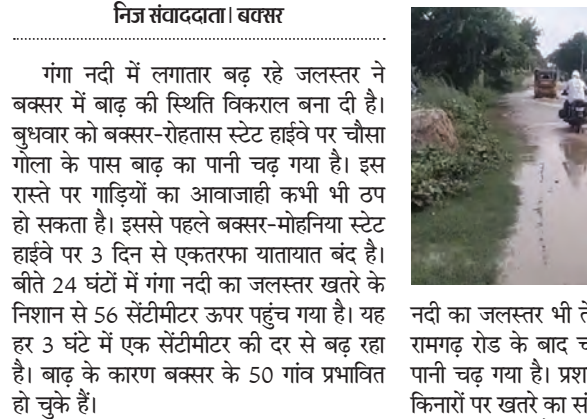 निज संवाददाता। बक्सर
गंगा नदी में लगातार बढ़ रहे जलस्तर ने
बक्सर में बाढ़ की स्थिति विकराल बना दी है।
बुधवार को बक्सर-रोहतास स्टेट हाईवे पर चौसा
गोला के पास बाढ़ का पानी चढ़ गया है। इस
रास्ते पर गाड़ियों का आवाजाही कभी भी ठप
हो सकता है। इससे पहले बक्सर-मोहनिया स्टेट
हाईवे पर 3 दिन से एकतरफा यातायात बंद है।
बीते 24 घंटों में गंगा नदी का जलस्तर खतरे के
निशान से 56 सेंटीमीटर ऊपर पहुंच गया है। यह
हर 3 घंटे में एक सेंटीमीटर की दर से बढ़ रहा
है। बाढ़ के कारण बक्सर के 50 गांव प्रभावित
हो चुके हैं।
नदी का जलस्तर भी
रामगढ़ रोड के बाद
पानी चढ़ गया है।
किनारों पर खतरे का